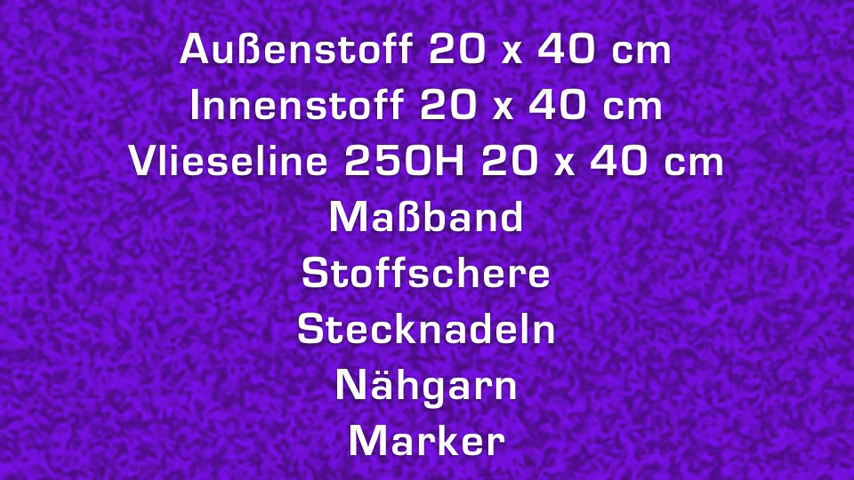 Außenstoff 20 x 40 cm
Innenstoff 20 x 40 cm
Vlieseline 250H 20 x 40 cm
Maßband
Stoffschere
Stecknadeln
Nähgarn
Marker